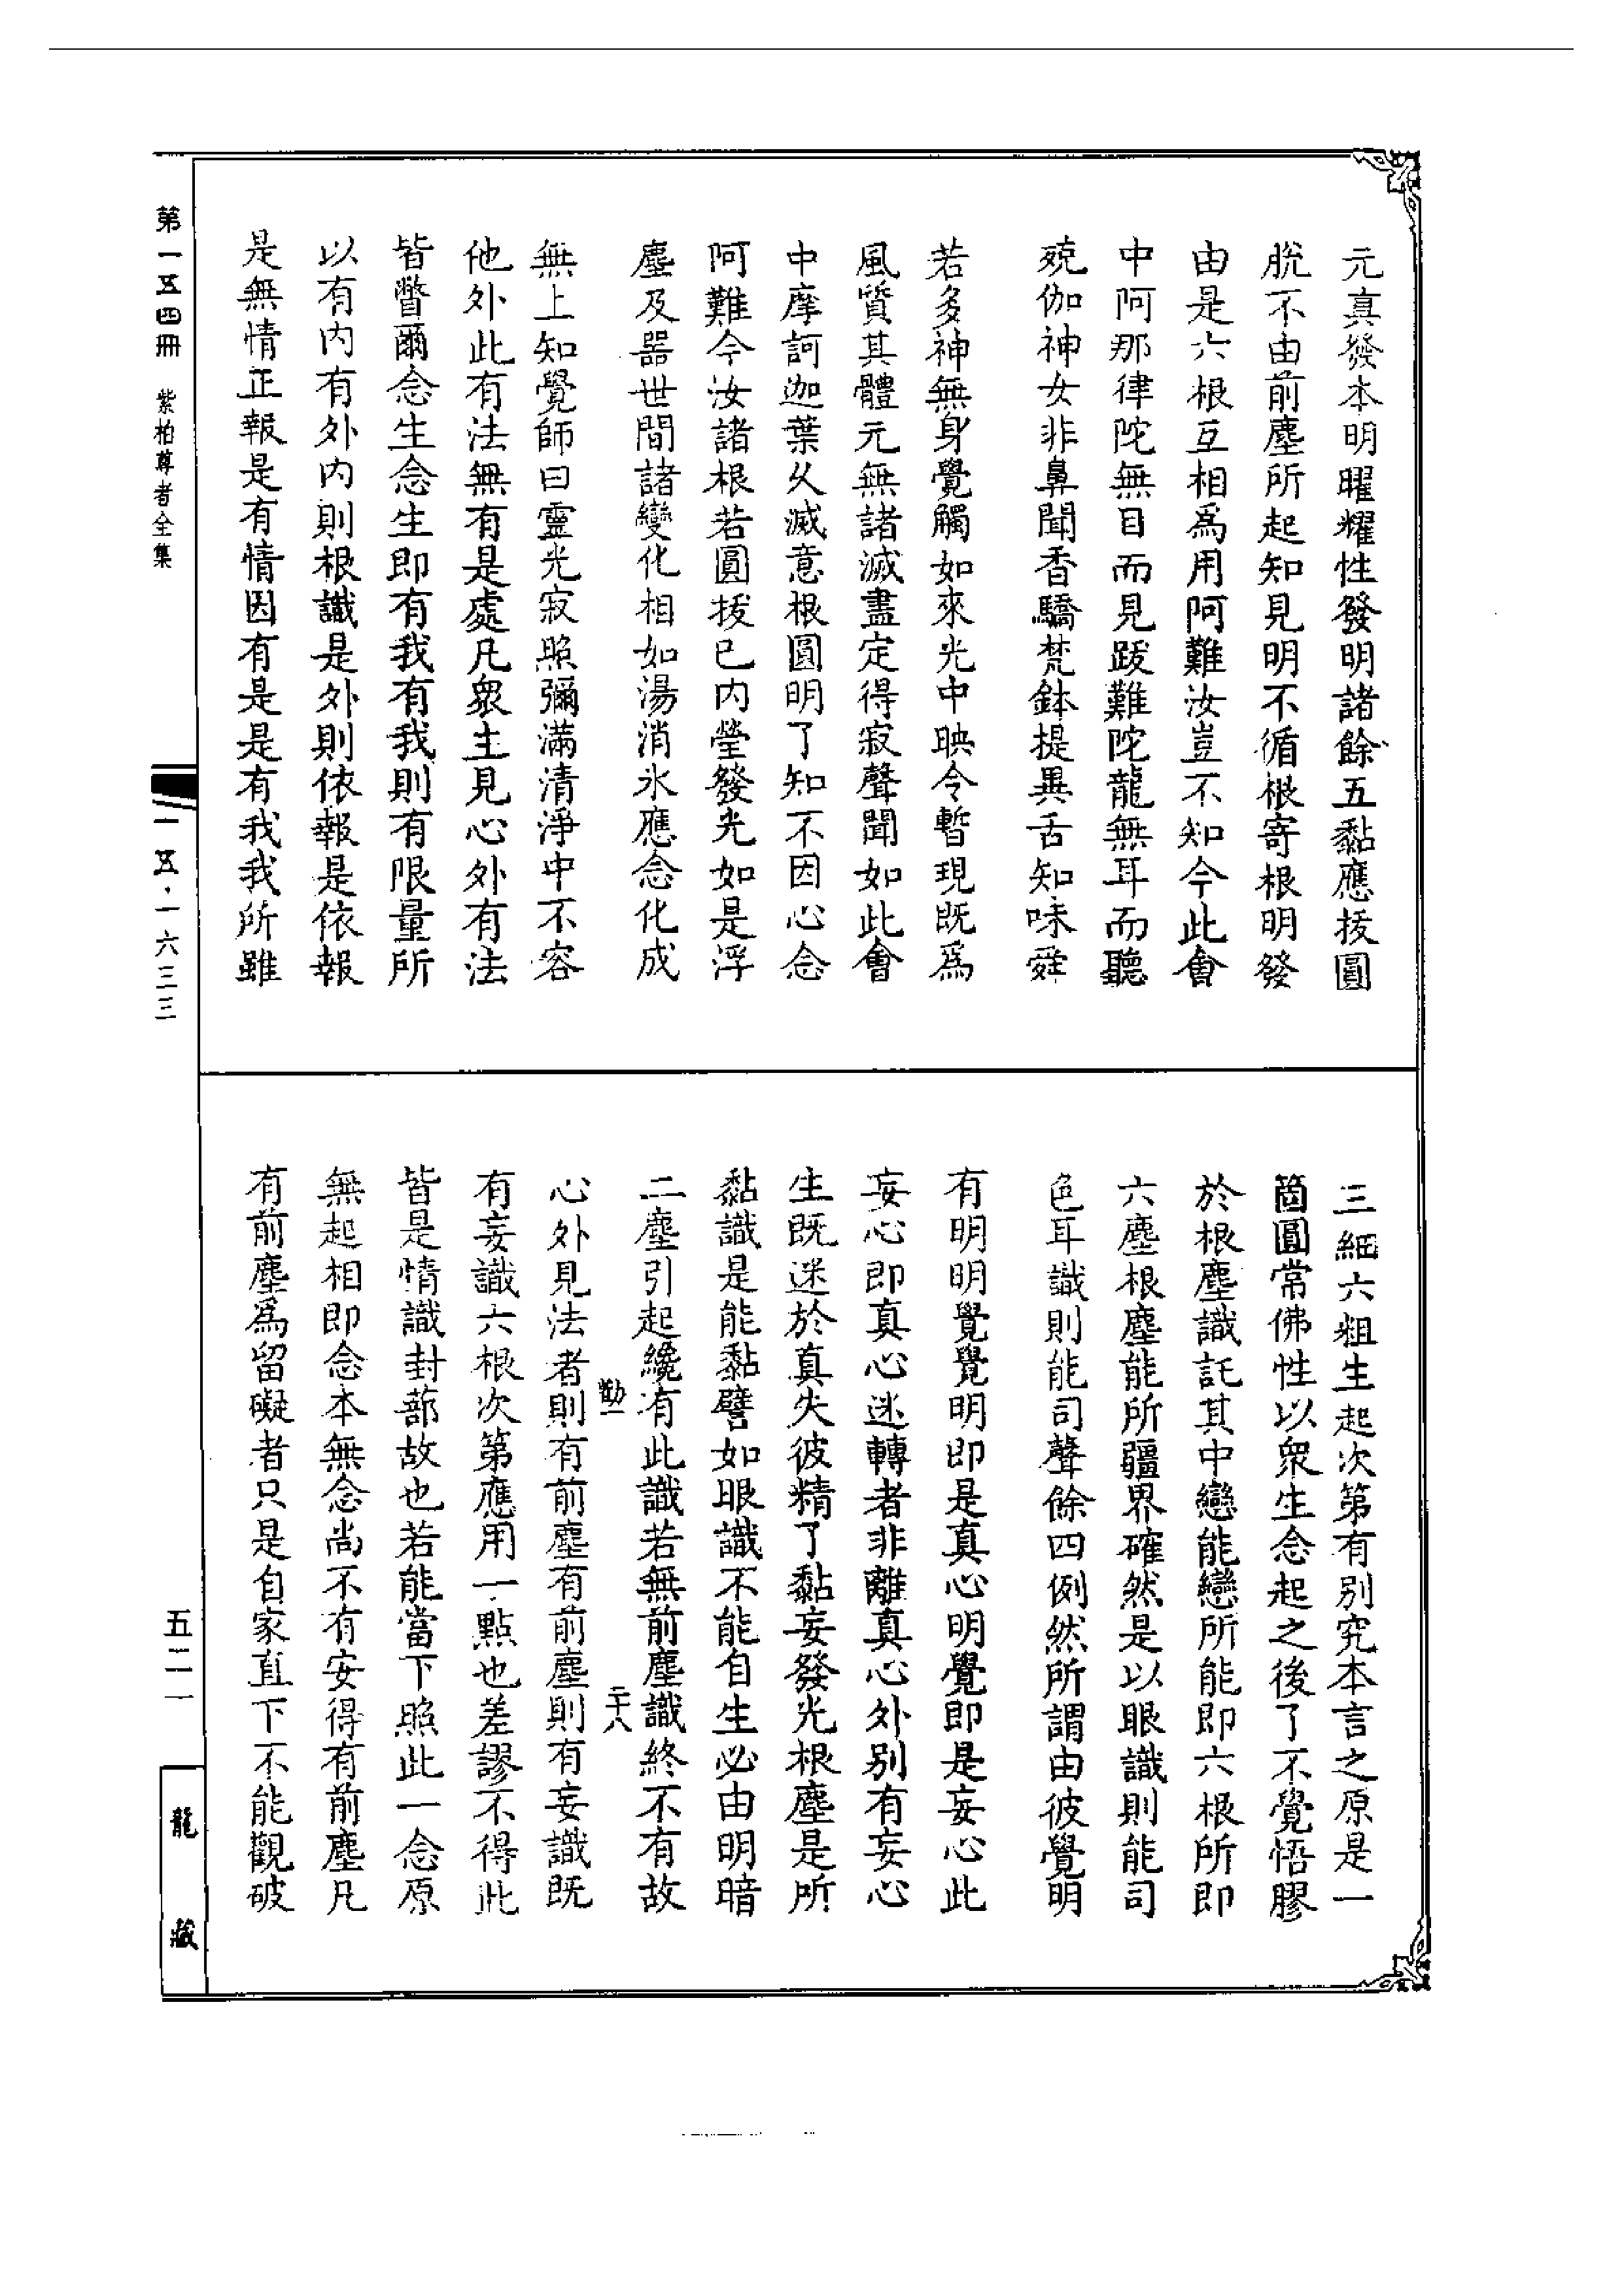 元真發本明曜耀性發明諸餘五黏應拔圓
脫不由前塵所起知見明不循根寄根明發
由是六根互相爲用阿難汝豈不知今此會
中阿那律陀無目而見跋難陀龍無耳而聽
殑伽神女非鼻聞香驕梵鉢提異舌知味舜
若多神無身覺觸如來光中映令暫現既爲
風質其體元無諸滅盡定得寂聲聞如此會
中摩訶迦葉久滅意根圓明了知不因心念
阿難今汝諸根若圓拔已内瑩發光如是浮
塵及器世間諸變化相如湯消氷應念化成
無上知覺師曰靈光寂照彌滿清淨中不容
他外此有法無有是處凡衆生見心外有法
皆瞥爾念生念生即有我有我則有限量所
以有内有外内則根識是外則依報是依報
是無情正報是有情因有是是有我我所雖
三細六粗生起次第有別究本言之原是一
箇圓常佛性以衆生念起之後了不覺悟膠
於根塵識託其中戀能戀所能即六根所即
六塵根塵能所疆界確然是以眼識則能司
色耳識則能司聲餘四例然所謂由彼覺明
有明明覺覺明即是真心明覺即是妄心此
妄心即真心迷轉者非離真心外別有妄心
生既迷於真失彼精了黏妄發光根塵是所
黏識是能黏譬如眼識不能自生必由明暗
二塵引起纔有此識若無前塵識終不有故
勤一
二十八
心外見法者則有前塵有前塵則有妄識既
有妄識六根次第應用一點也差謬不得此
皆是情識封蔀故也若能當下照此一念原
無起相即念本無念尚不有安得有前塵凡
有前塵爲留礙者只是自家直下不能觀破
第一五四冊 紫柏尊者全集
一五·一六三三
五二一
龍藏